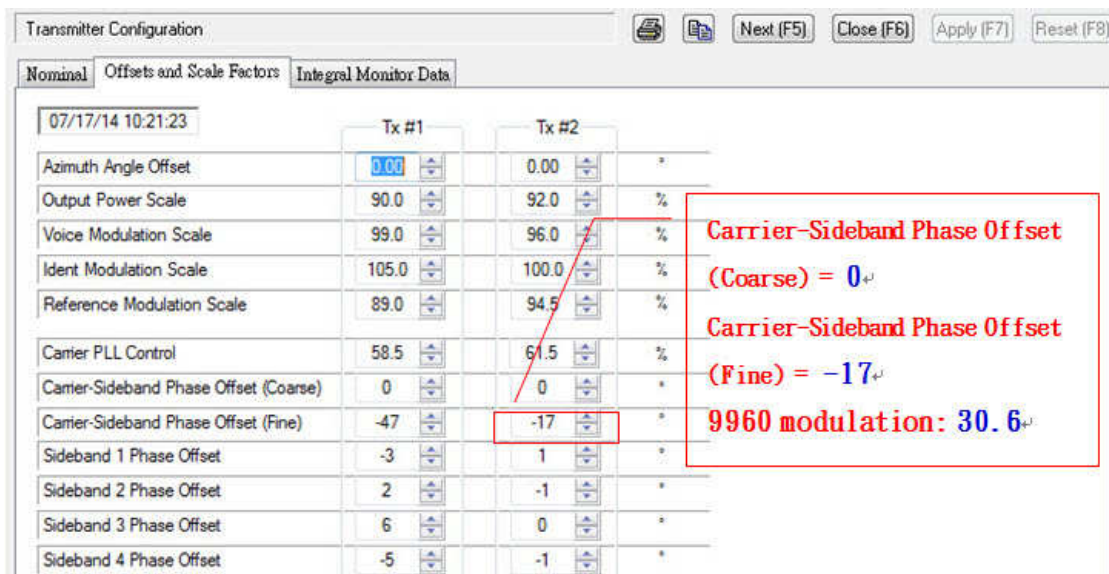 Transmitter Configuration Next (F5) Close (F6) Apply (F7) Reset (F8)
Nominal Offsets and Scale Factors Integral Monitor Data
07/17/14 10:21:23
Tx #1 Tx #2
Azimuth Angle Offset 0.00 0.00 °
Output Power Scale 90.0 92.0 %
Voice Modulation Scale 99.0 96.0 %
Ident Modulation Scale 105.0 100.0 %
Reference Modulation Scale 89.0 94.5 %
Carrier PLL Control 58.5 61.5 %
Carrier-Sideband Phase Offset (Coarse) 0 0 °
Carrier-Sideband Phase Offset (Fine) -47 -17 °
Sideband 1 Phase Offset -3 1 °
Sideband 2 Phase Offset 2 -1 °
Sideband 3 Phase Offset 6 0 °
Sideband 4 Phase Offset -5 -1 °
Carrier-Sideband Phase Offset
(Coarse) = 0
Carrier-Sideband Phase Offset
(Fine) = -17
9960 modulation: 30.6